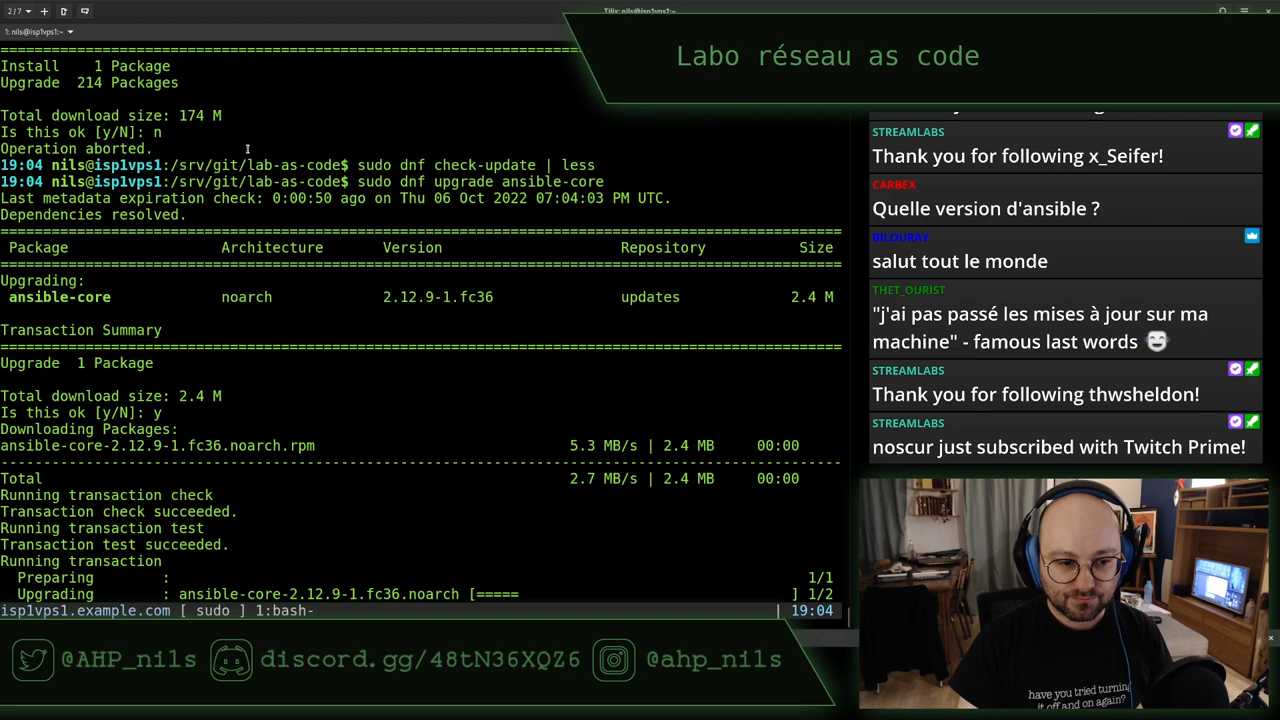 2/7
Tilix: nils@isp1vps1:~
1: nils@isp1vps1:~
Labo réseau as code
Install    1 Package
Upgrade  214 Packages
Total download size: 174 M
Is this ok [y/N]: n
Operation aborted.
19:04 nils@isp1vps1:/srv/git/lab-as-code$ sudo dnf check-update | less
19:04 nils@isp1vps1:/srv/git/lab-as-code$ sudo dnf upgrade ansible-core
Last metadata expiration check: 0:00:50 ago on Thu 06 Oct 2022 07:04:03 PM UTC.
Dependencies resolved.
Package Architecture Version Repository Size
Upgrading:
ansible-core noarch 2.12.9-1.fc36 updates 2.4 M
Transaction Summary
Upgrade  1 Package
Total download size: 2.4 M
Is this ok [y/N]: y
Downloading Packages:
ansible-core-2.12.9-1.fc36.noarch.rpm 5.3 MB/s | 2.4 MB 00:00
Total 2.7 MB/s | 2.4 MB 00:00
Running transaction check
Transaction check succeeded.
Running transaction test
Transaction test succeeded.
Running transaction
Preparing : 1/1
Upgrading : ansible-core-2.12.9-1.fc36.noarch [===== ] 1/2
isp1vps1.example.com [ sudo ] 1:bash- | 19:04
STREAMLABS
Thank you for following x_Seifer!
CARBEX
Quelle version d'ansible ?
BILOURAY
salut tout le monde
THET_OURIST
"j'ai pas passé les mises à jour sur ma
machine" - famous last words
STREAMLABS
Thank you for following thwsheldon!
STREAMLABS
noscur just subscribed with Twitch Prime!
have you tried turning
it off and on again?
@AHP_nils
discord.gg/48tN36XQZ6
@ahp_nils